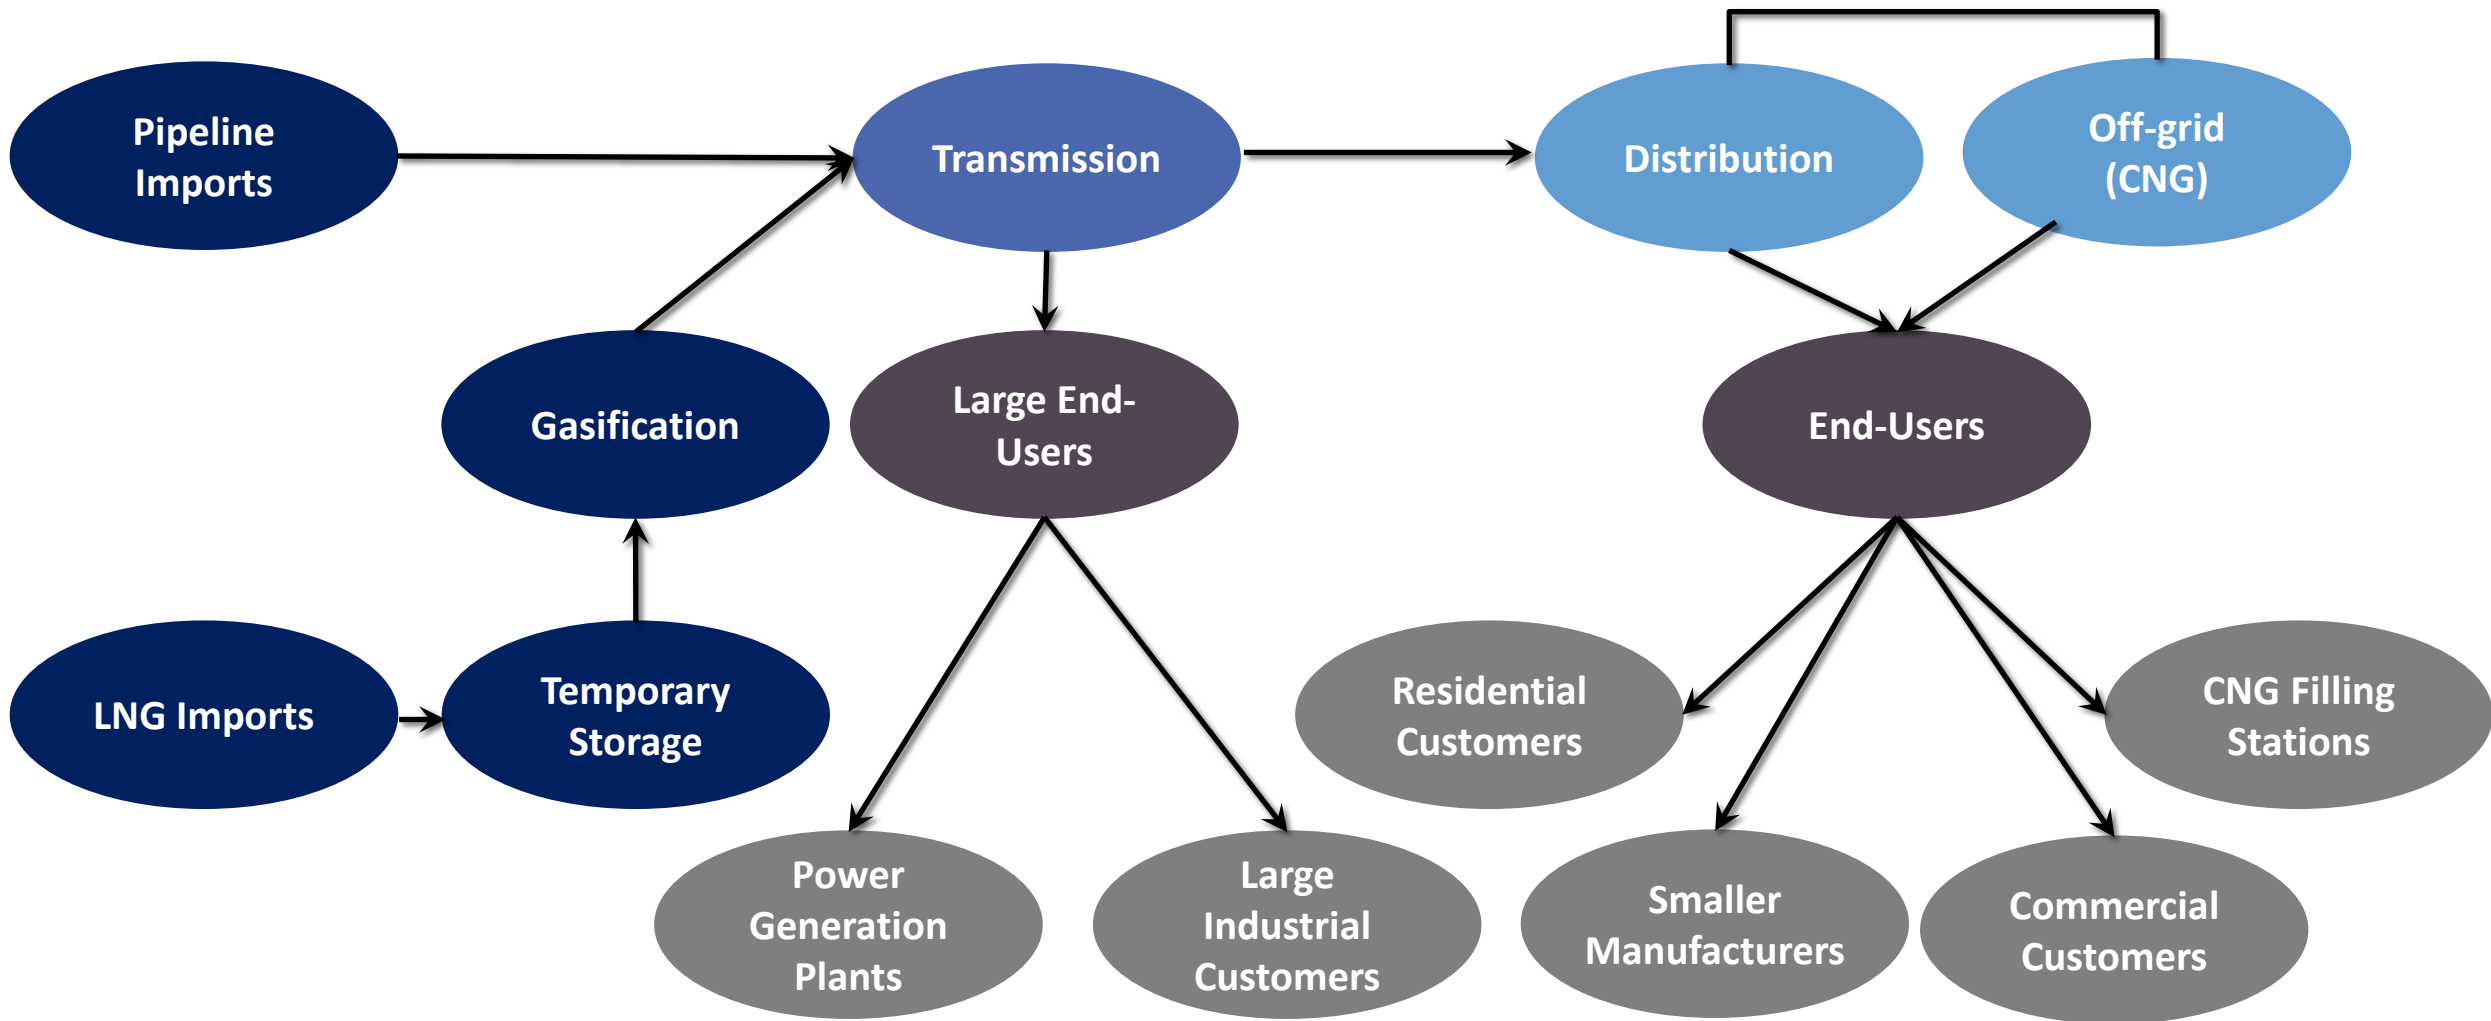 Pipeline
Imports
Transmission
Distribution
Off-grid
(CNG)
Gasification
Large End-
Users
End-Users
LNG Imports
Temporary
Storage
Residential
Customers
CNG Filling
Stations
Power
Generation
Plants
Large
Industrial
Customers
Smaller
Manufacturers
Commercial
Customers